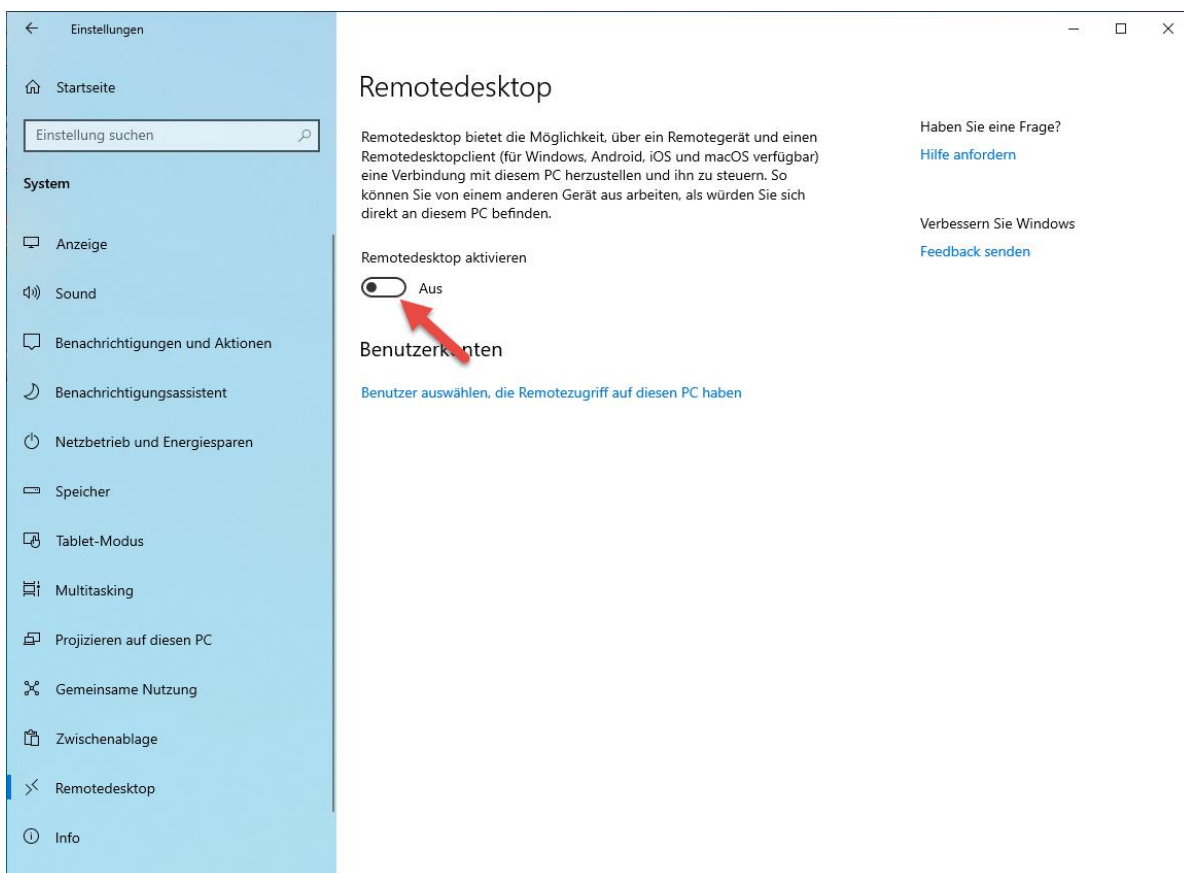 Einstellungen
Startseite
Einstellung suchen
System
Anzeige
Sound
Benachrichtigungen und Aktionen
Benachrichtigungsassistent
Netzbetrieb und Energiesparen
Speicher
Tablet-Modus
Multitasking
Projizieren auf diesen PC
Gemeinsame Nutzung
Zwischenablage
Remotedesktop
Info
Remotedesktop
Remotedesktop bietet die Möglichkeit, über ein Remotegerät und einen
Remotedesktopclient (für Windows, Android, iOS und macOS verfügbar)
eine Verbindung mit diesem PC herzustellen und ihn zu steuern. So
können Sie von einem anderen Gerät aus arbeiten, als würden Sie sich
direkt an diesem PC befinden.
Remotedesktop aktivieren
Aus
Benutzerkonten
Benutzer auswählen, die Remotezugriff auf diesen PC haben
Haben Sie eine Frage?
Hilfe anfordern
Verbessern Sie Windows
Feedback senden